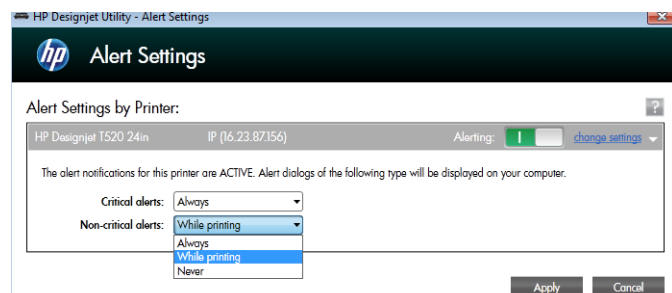 HP Designjet Utility - Alert Settings
hp Alert Settings
Alert Settings by Printer:
?
HP Designjet T520 24in IP (16.23.87.156) Alerting: I change settings
The alert notifications for this printer are ACTIVE. Alert dialogs of the following type will be displayed on your computer.
Critical alerts: Always
Non-critical alerts: While printing
Always
While printing
Never
Apply Cancel